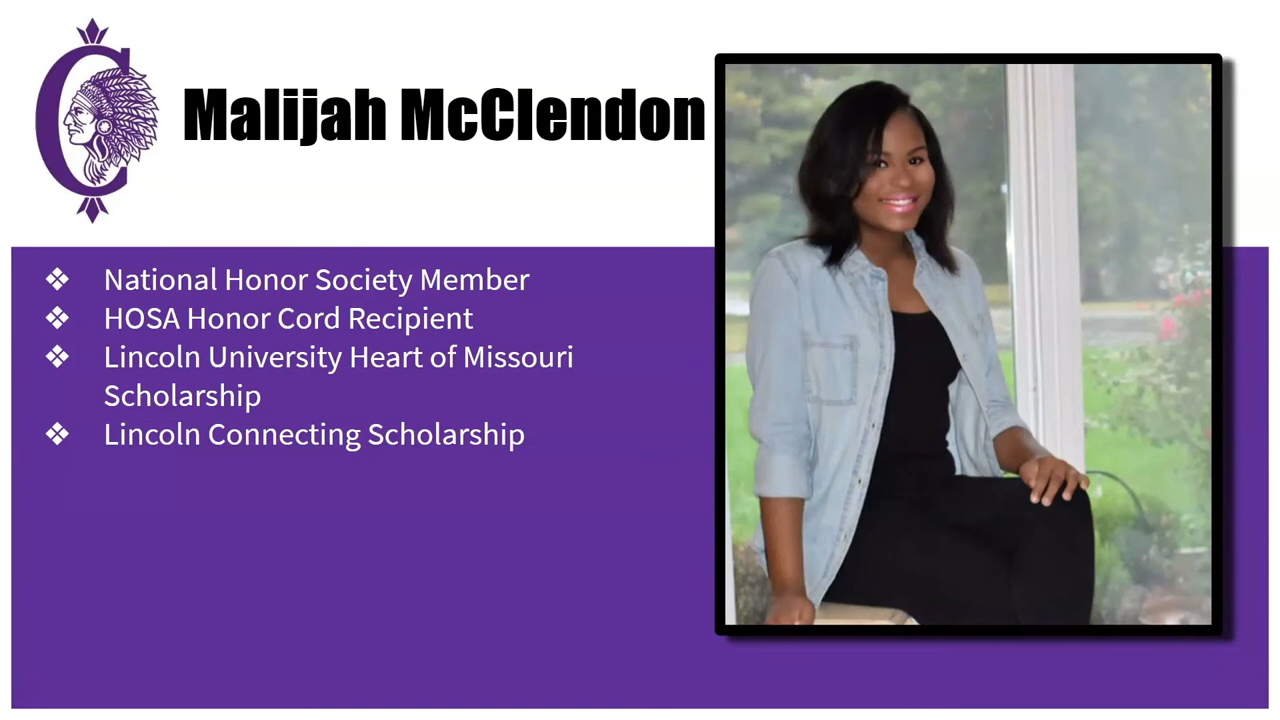 C
Malijah McClendon
❖ National Honor Society Member
❖ HOSA Honor Cord Recipient
❖ Lincoln University Heart of Missouri
Scholarship
❖ Lincoln Connecting Scholarship